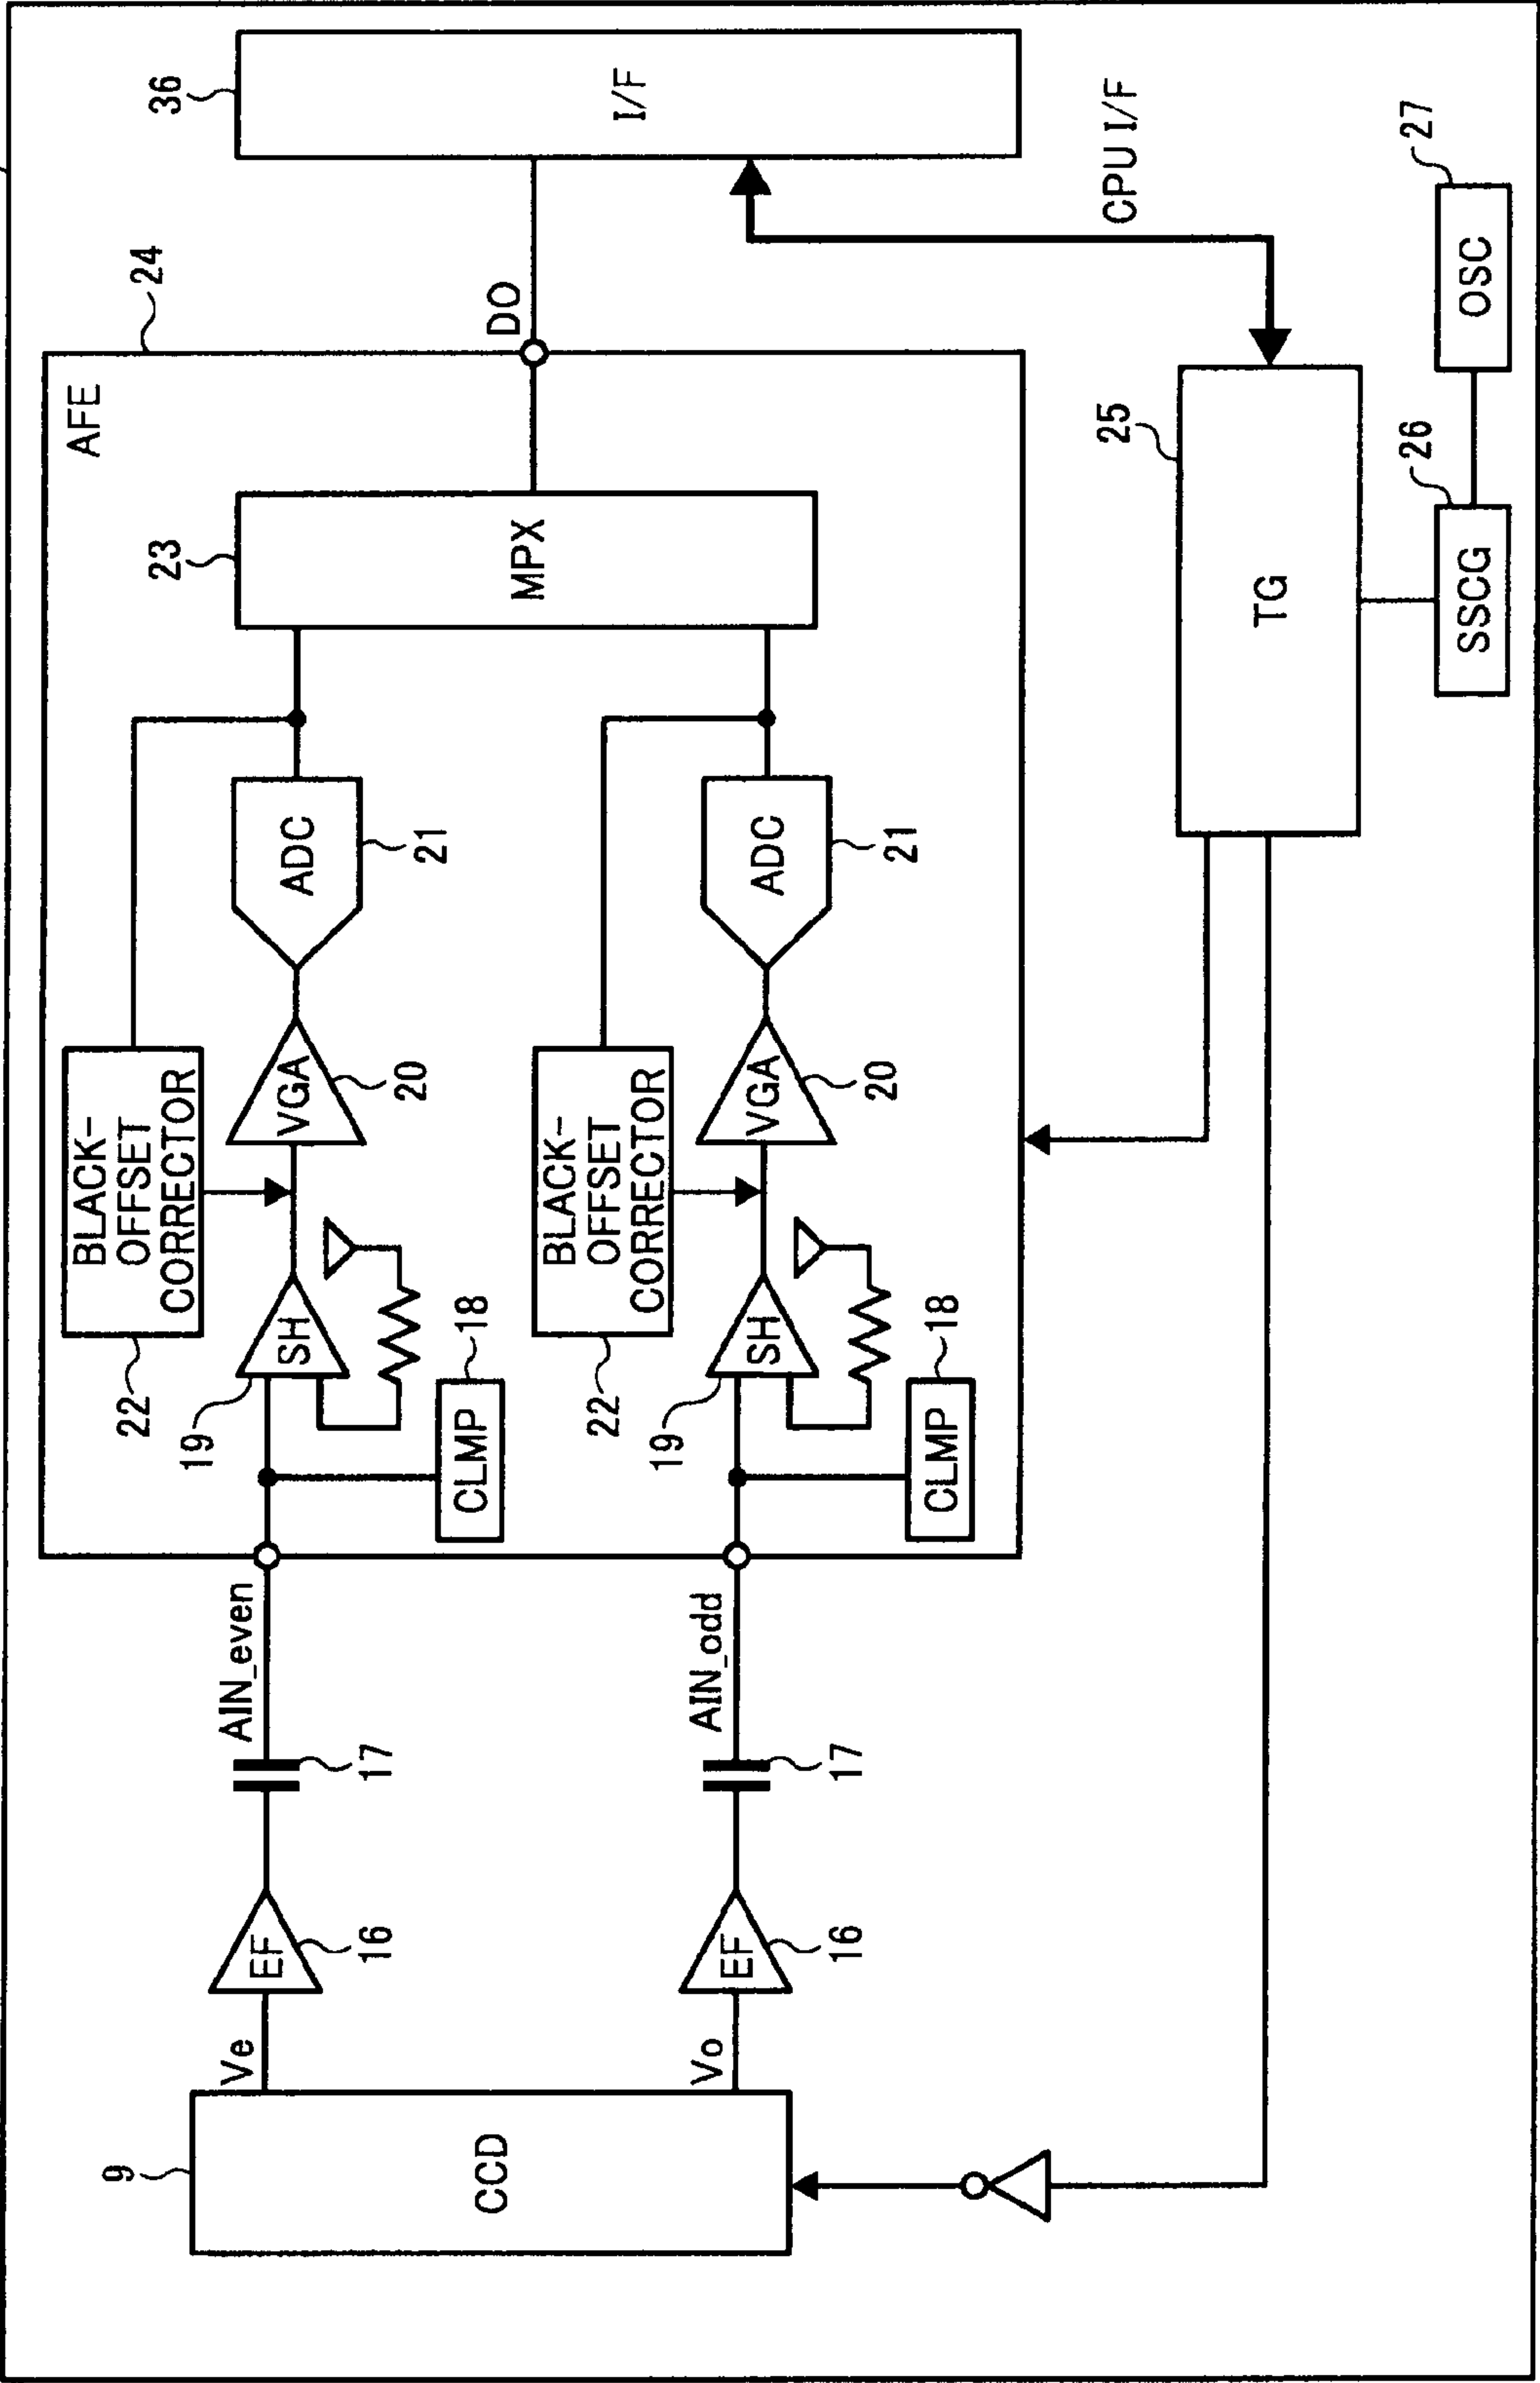 9
CCD
Ve
EF
16
17
AIN_even
Vo
EF
16
17
AIN_odd
24
AFE
22
BLACK-
OFFSET
CORRECTOR
19
SH
CLMP
18
VGA
20
ADC
21
22
BLACK-
OFFSET
CORRECTOR
19
SH
CLMP
18
VGA
20
ADC
21
23
MPX
DO
36
I/F
CPU I/F
25
TG
26
SSCG
27
OSC